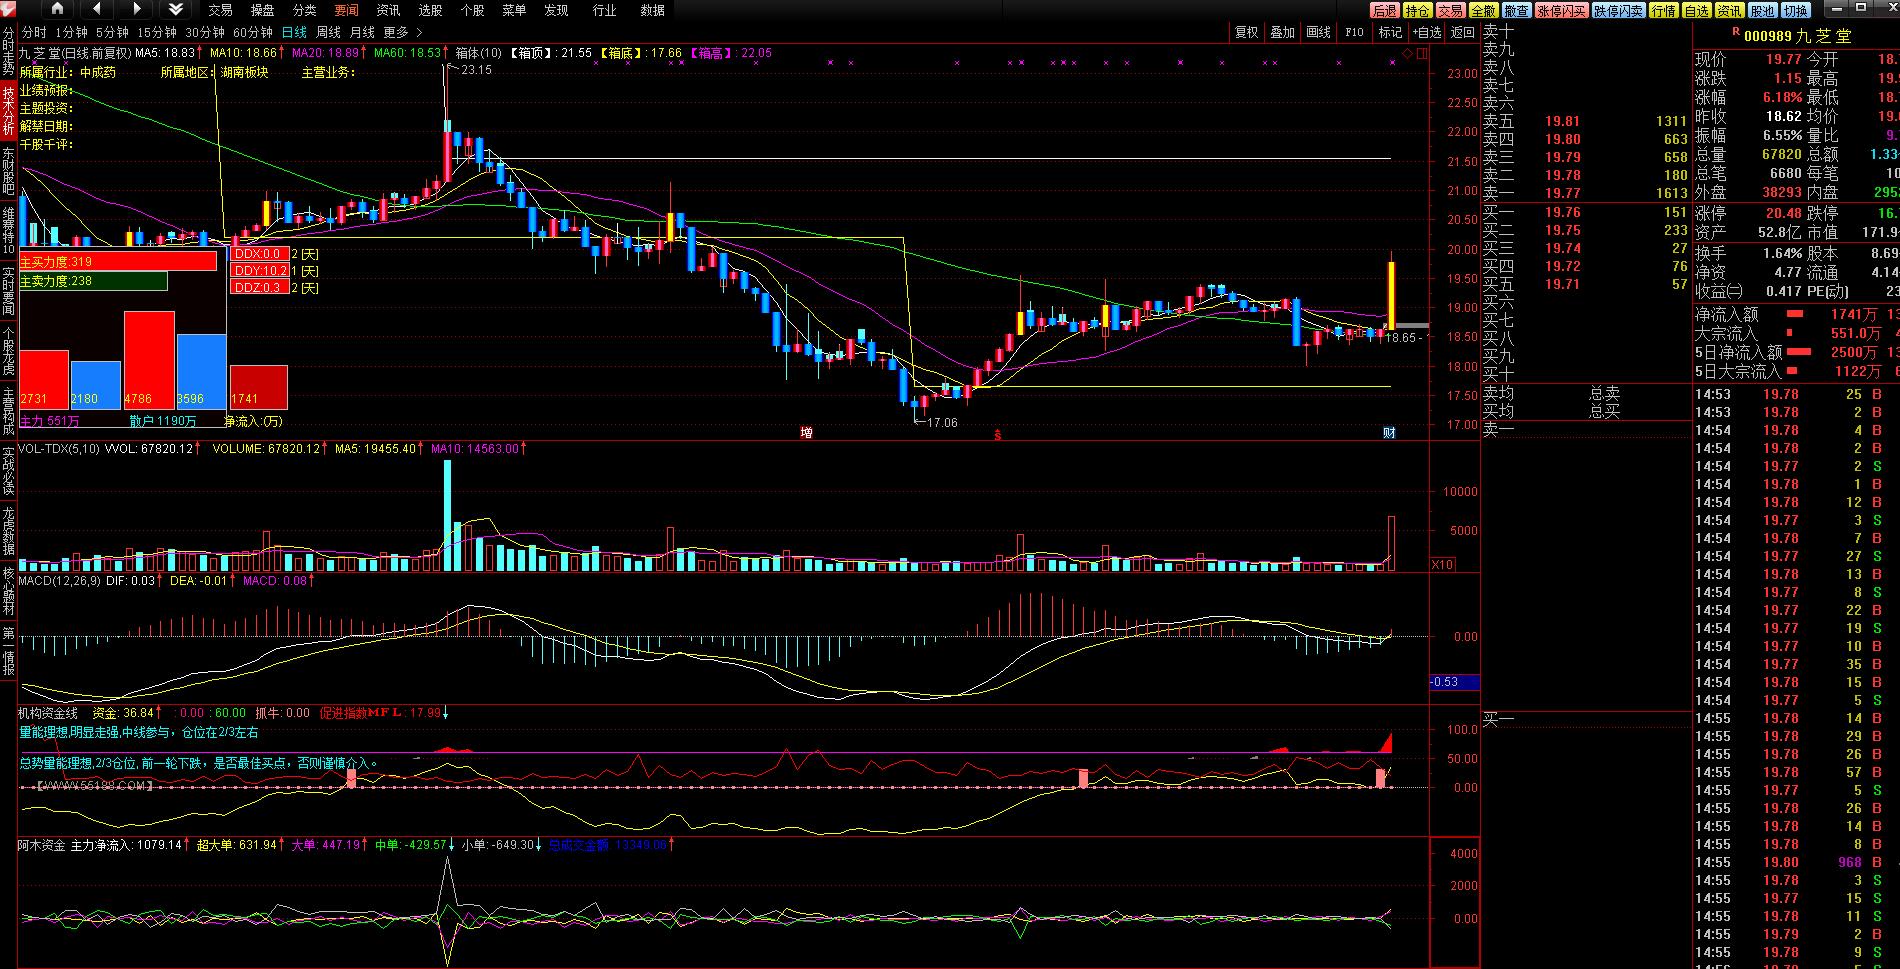 交易 操盘 分类 要闻 资讯 选股 个股 菜单 发现 行业 数据
后退 持仓 交易 全撤 撤查 涨停闪买 跌停闪卖 行情 自选 资讯 股池 切换
分时 1分钟 5分钟 15分钟 30分钟 60分钟 日线 周线 月线 更多 >
复权 叠加 画线 F10 标记 +自选 返回
分时走势
技术分析
东财股吧
维赛特10
实时要闻
个股龙虎
主营构成
实战必读
龙虎数据
核心题材
第一情报
九芝堂(日线.前复权) MA5: 18.83↑ MA10: 18.66↑ MA20: 18.89↑ MA60: 18.53↑ 箱体(10) 【箱顶】: 21.55 【箱底】: 17.66 【箱高】: 22.05
所属行业: 中成药 所属地区: 湖南板块 主营业务:
业绩预报:
主题投资:
解禁日期:
千股千评:
←23.15
主买力度:319
主卖力度:238
DDX:0.0 2 [天]
DDY:10.2 1 [天]
DDZ:0.3 2 [天]
2731 2180 4786 3596 1741
主力 551万 散户 1190万 净流入:(万)
←17.06
18.65-
增 $ 财
23.00
22.50
22.00
21.50
21.00
20.50
20.00
19.50
19.00
18.50
18.00
17.50
17.00
VOL-TDX(5,10) VVOL: 67820.12↑ VOLUME: 67820.12↑ MA5: 19455.40↑ MA10: 14563.00↑
10000
5000
X10
MACD(12,26,9) DIF: 0.03↑ DEA: -0.01↑ MACD: 0.08↑
0.00
-0.53
机构资金线 资金: 36.84↑ : 0.00 : 60.00 抓牛: 0.00 促进指数MFL: 17.99↓
量能理想,明显走强,中线参与，仓位在2/3左右
总势量能理想,2/3仓位,前一轮下跌，是否最佳买点，否则谨慎介入。
【WWW.55188.COM】
100.0
50.00
0.00
阿木资金 主力净流入: 1079.14↑ 超大单: 631.94↑ 大单: 447.19↑ 中单: -429.57↓ 小单: -649.30↓ 总成交金额: 13349.00↑
4000
2000
0.00
卖十
卖九
卖八
卖七
卖六
卖五 19.81 1311
卖四 19.80 663
卖三 19.79 658
卖二 19.78 180
卖一 19.77 1613
买一 19.76 151
买二 19.75 233
买三 19.74 27
买四 19.72 76
买五 19.71 57
买六
买七
买八
买九
买十
卖均 总卖
买均 总买
卖一
买一
R 000989 九芝堂
现价 19.77 今开 18.
涨跌 1.15 最高 19.
涨幅 6.18% 最低 18.
昨收 18.62 均价 19.
振幅 6.55% 量比 9.
总量 67820 总额 1.33
总笔 6680 每笔 10
外盘 38293 内盘 295
涨停 20.48 跌停 16.
资产 52.8亿 市值 171.9
换手 1.64% 股本 8.69
净资 4.77 流通 4.14
收益㈢ 0.417 PE(动) 23
净流入额 1741万 13
大宗流入 551.0万 4
5日净流入额 2500万 13
5日大宗流入 1122万 6
14:53 19.78 25 B
14:53 19.78 2 B
14:54 19.78 4 B
14:54 19.78 2 B
14:54 19.77 2 S
14:54 19.78 1 B
14:54 19.78 12 B
14:54 19.77 3 S
14:54 19.78 7 B
14:54 19.77 27 S
14:54 19.78 13 B
14:54 19.77 8 S
14:54 19.77 22 B
14:54 19.77 19 S
14:54 19.77 10 B
14:54 19.77 35 B
14:54 19.78 15 B
14:54 19.77 5 S
14:55 19.78 14 B
14:55 19.78 29 B
14:55 19.78 26 B
14:55 19.78 57 B
14:55 19.77 5 S
14:55 19.78 26 B
14:55 19.78 14 B
14:55 19.78 8 B
14:55 19.80 968 B
14:55 19.78 3 S
14:55 19.77 15 S
14:55 19.78 11 S
14:55 19.79 2 B
14:55 19.78 9 S